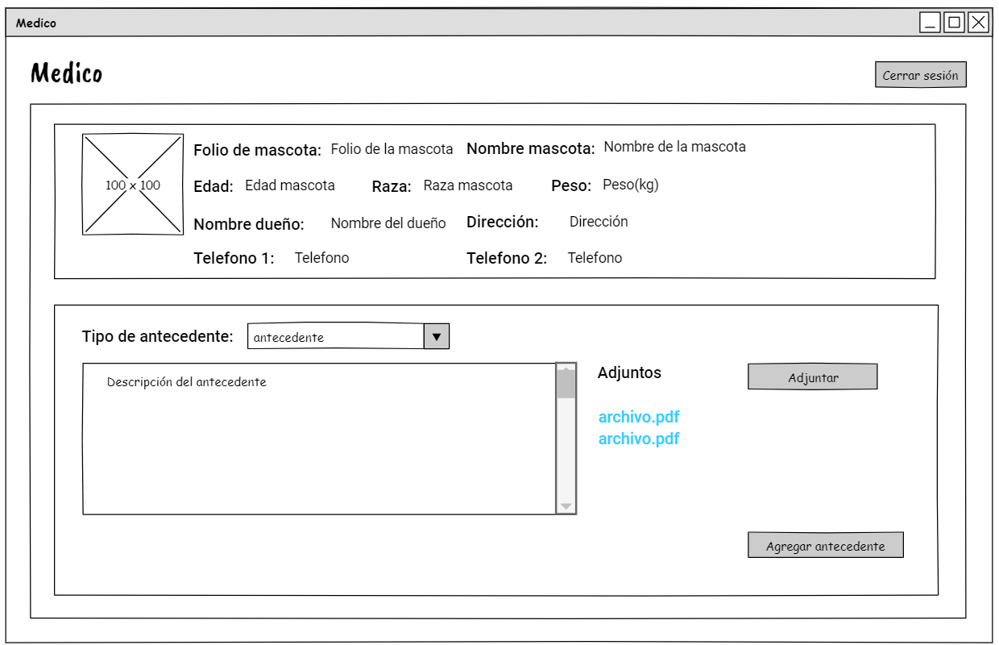 Medico
Medico
Cerrar sesión
100 x 100
Folio de mascota: Folio de la mascota Nombre mascota: Nombre de la mascota
Edad: Edad mascota Raza: Raza mascota Peso: Peso(kg)
Nombre dueño: Nombre del dueño Dirección: Dirección
Telefono 1: Telefono Telefono 2: Telefono
Tipo de antecedente: antecedente
Descripción del antecedente
Adjuntos
Adjuntar
archivo.pdf
archivo.pdf
Agregar antecedente